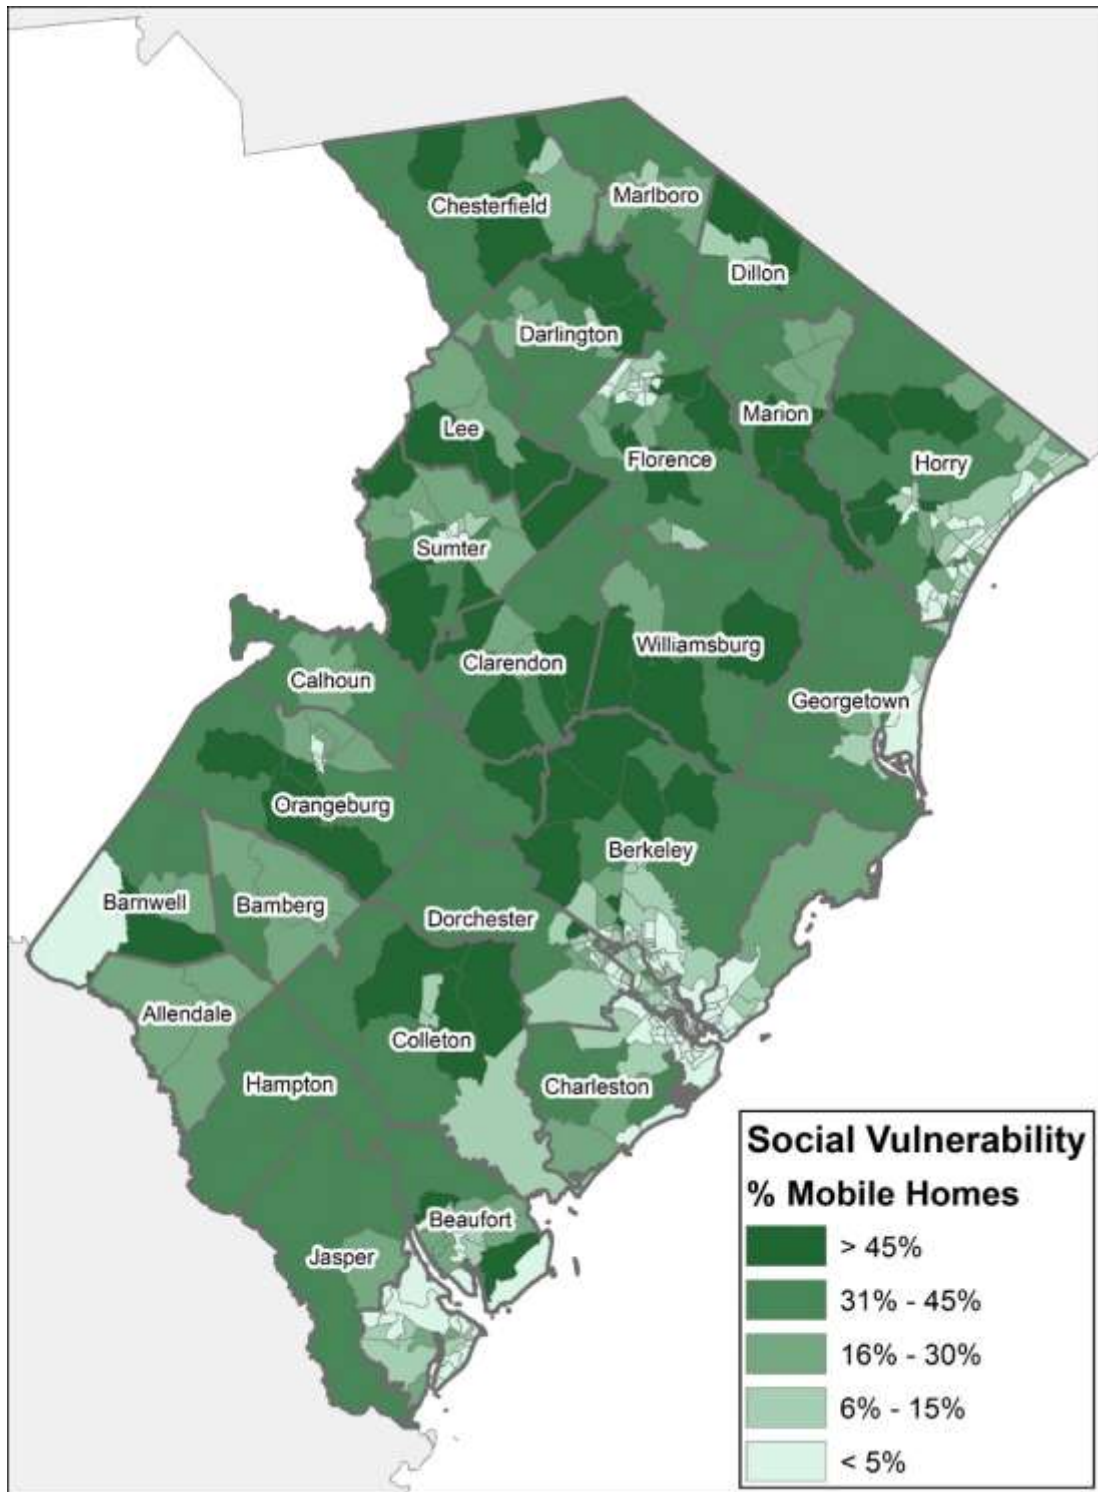 Chesterfield
Marlboro
Dillon
Darlington
Marion
Lee
Florence
Horry
Sumter
Williamsburg
Clarendon
Calhoun
Georgetown
Orangeburg
Berkeley
Barnwell
Bamberg
Dorchester
Allendale
Colleton
Hampton
Charleston
Beaufort
Jasper
Social Vulnerability
% Mobile Homes
> 45%
31% - 45%
16% - 30%
6% - 15%
< 5%